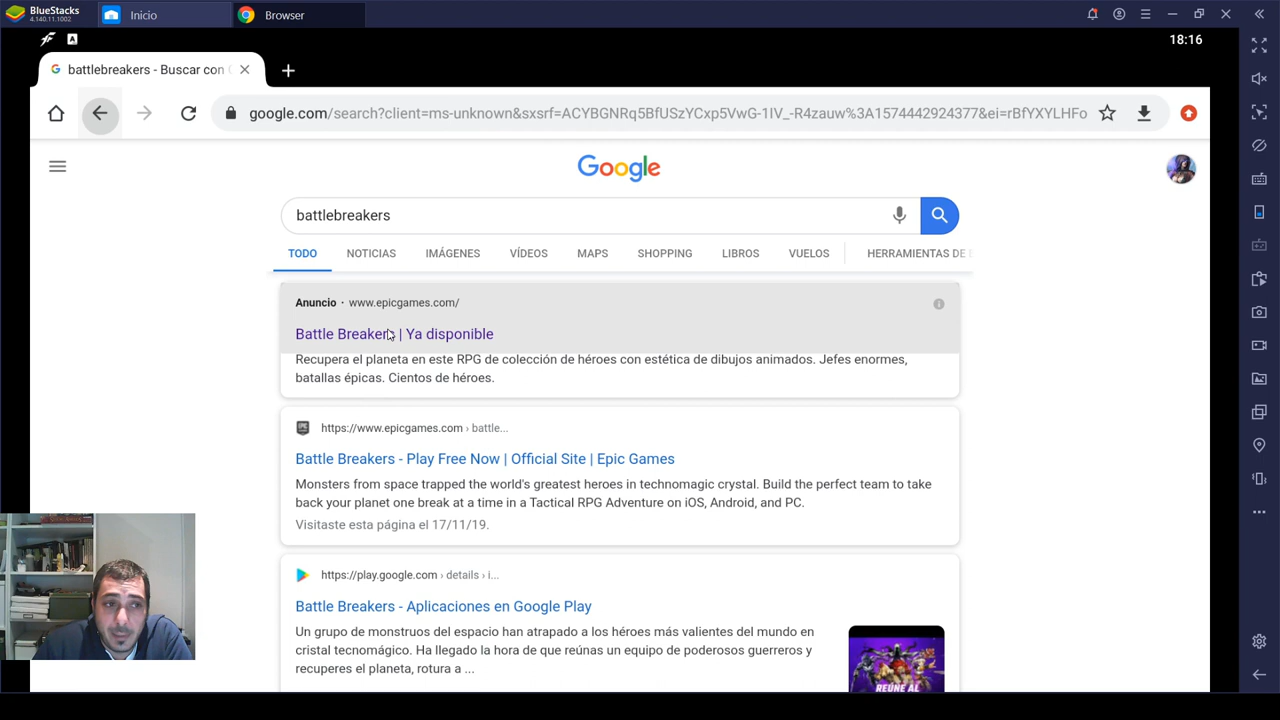 BlueStacks
4.140.11.1002
Inicio
Browser
A
18:16
battlebreakers - Buscar con G
google.com/search?client=ms-unknown&sxsrf=ACYBGNRq5BfUSzYCxp5VwG-1IV_-R4zauw%3A1574442924377&ei=rBfYXYLHFo
Google
battlebreakers
TODO NOTICIAS IMÁGENES VÍDEOS MAPS SHOPPING LIBROS VUELOS HERRAMIENTAS DE
Anuncio · www.epicgames.com/
Battle Breakers | Ya disponible
Recupera el planeta en este RPG de colección de héroes con estética de dibujos animados. Jefes enormes,
batallas épicas. Cientos de héroes.
https://www.epicgames.com › battle...
Battle Breakers - Play Free Now | Official Site | Epic Games
Monsters from space trapped the world's greatest heroes in technomagic crystal. Build the perfect team to take
back your planet one break at a time in a Tactical RPG Adventure on iOS, Android, and PC.
Visitaste esta página el 17/11/19.
https://play.google.com › details › i...
Battle Breakers - Aplicaciones en Google Play
Un grupo de monstruos del espacio han atrapado a los héroes más valientes del mundo en
cristal tecnomágico. Ha llegado la hora de que reúnas un equipo de poderosos guerreros y
recuperes el planeta, rotura a ...
REÚNE AL